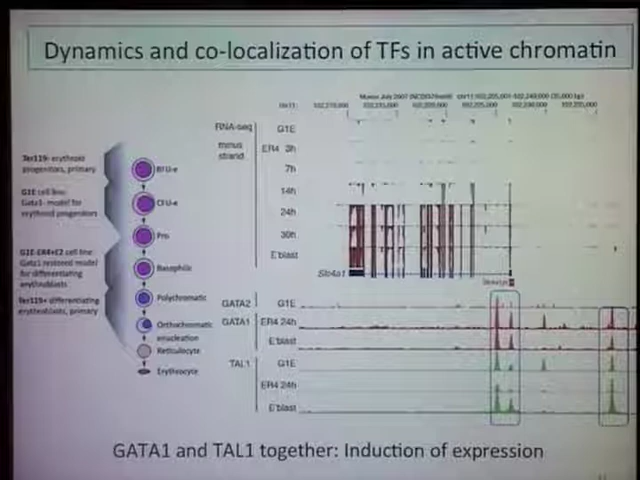 Dynamics and co-localization of TFs in active chromatin
Mouse July 2007
chr11:
RNA-seq
minus
strand
G1E
ER4 3h
7h
14h
24h
30h
E'blast
Slc4a1
Ter119- erythroid
progenitors, primary
G1E cell line:
Gata1- model for
erythroid progenitors
G1E-ER4+E2 cell line:
Gata1 restored model
for differentiating
erythroblasts
Ter119+ differentiating
erythroblasts, primary
BFU-e
CFU-e
Pro
Basophilic
Polychromatic
Orthochromatic
enucleation
Reticulocyte
Erythrocyte
GATA2 G1E
GATA1 ER4 24h
E'blast
TAL1 G1E
ER4 24h
E'blast
GATA1 and TAL1 together: Induction of expression